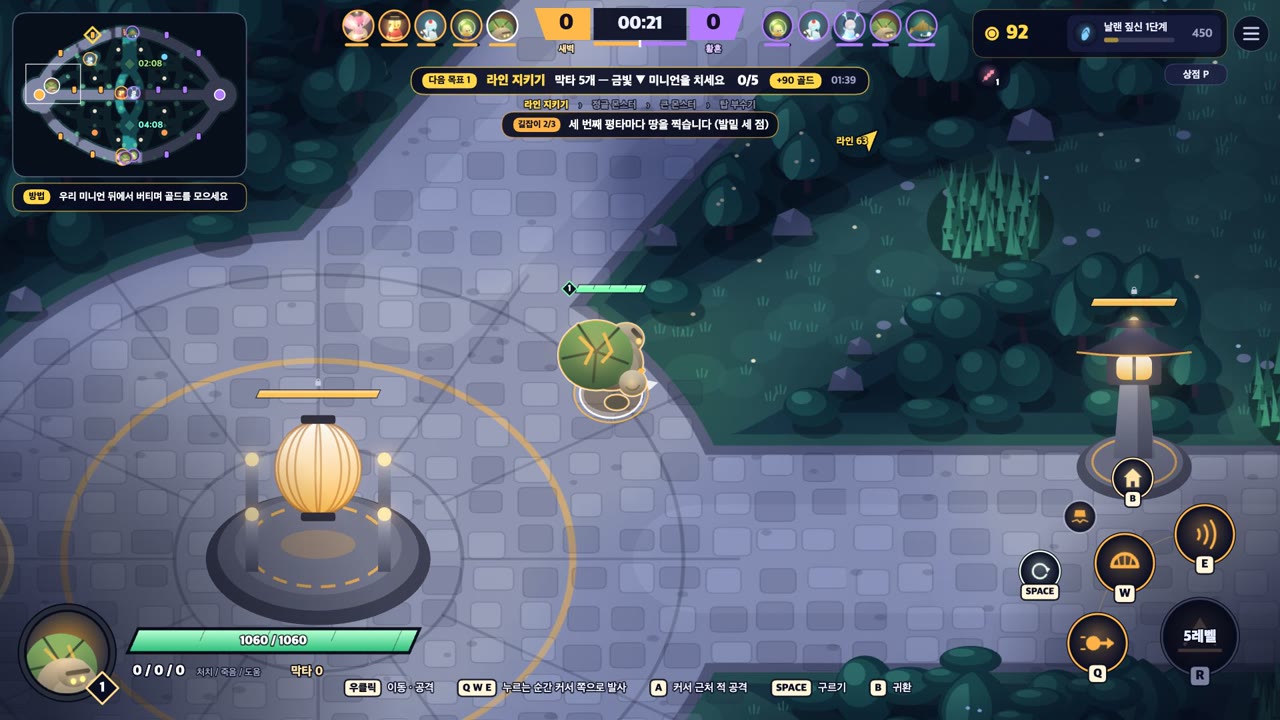 02:08
04:08
방법 우리 미니언 뒤에서 버티며 골드를 모으세요
0 00:21 0
새벽 황혼
다음 목표 1 라인 지키기 막타 5개 — 금빛 ▼ 미니언을 치세요 0/5 +90 골드 01:39
라인 지키기 › 정글 몬스터 › 큰 몬스터 › 탑 부수기
길잡이 2/3 세 번째 평타마다 땅을 찍습니다 (발밑 세 점)
라인 63
92
날랜 짚신 1단계 450
1
상점 P
1
B
E
SPACE
W
Q
5레벨
R
1060 / 1060
0 / 0 / 0 처치 / 죽음 / 도움 막타 0
1
우클릭 이동 · 공격 Q W E 누르는 순간 커서 쪽으로 발사 A 커서 근처 적 공격 SPACE 구르기 B 귀환